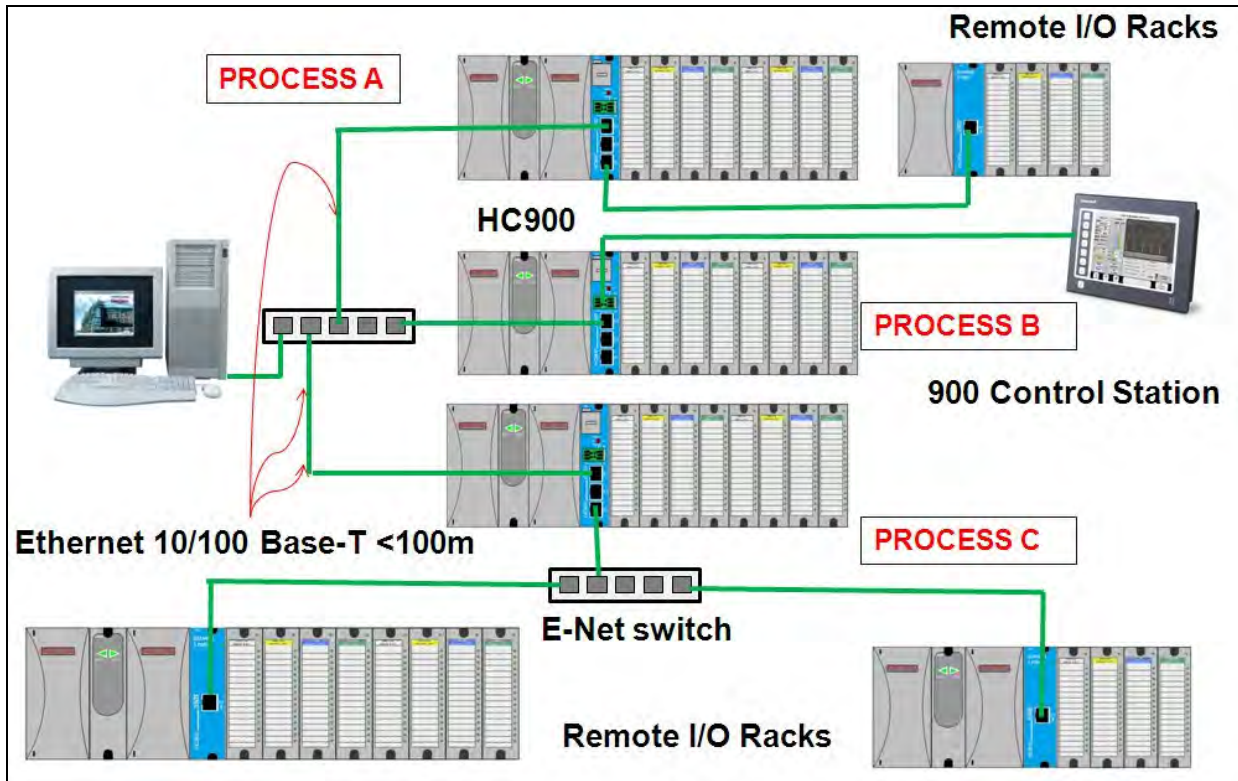 Remote I/O Racks
PROCESS A
HC900
PROCESS B
900 Control Station
Ethernet 10/100 Base-T <100m
PROCESS C
E-Net switch
Remote I/O Racks